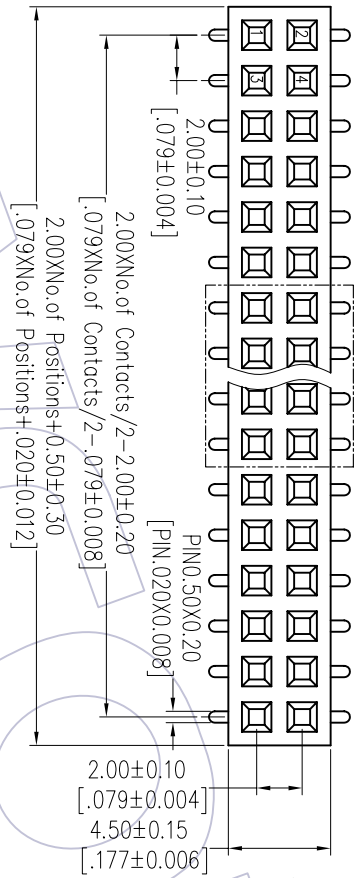 1
2
3
4
2.00±0.10
[.079±0.004]
2.00XNo.of Contacts/2-2.00±0.20
[.079XNo.of Contacts/2-.079±0.008]
2.00XNo.of Positions+0.50±0.30
[.079XNo.of Positions+.020±0.012]
PIN0.50X0.20
[PIN.020X0.008]
2.00±0.10
[.079±0.004]
4.50±0.15
[.177±0.006]